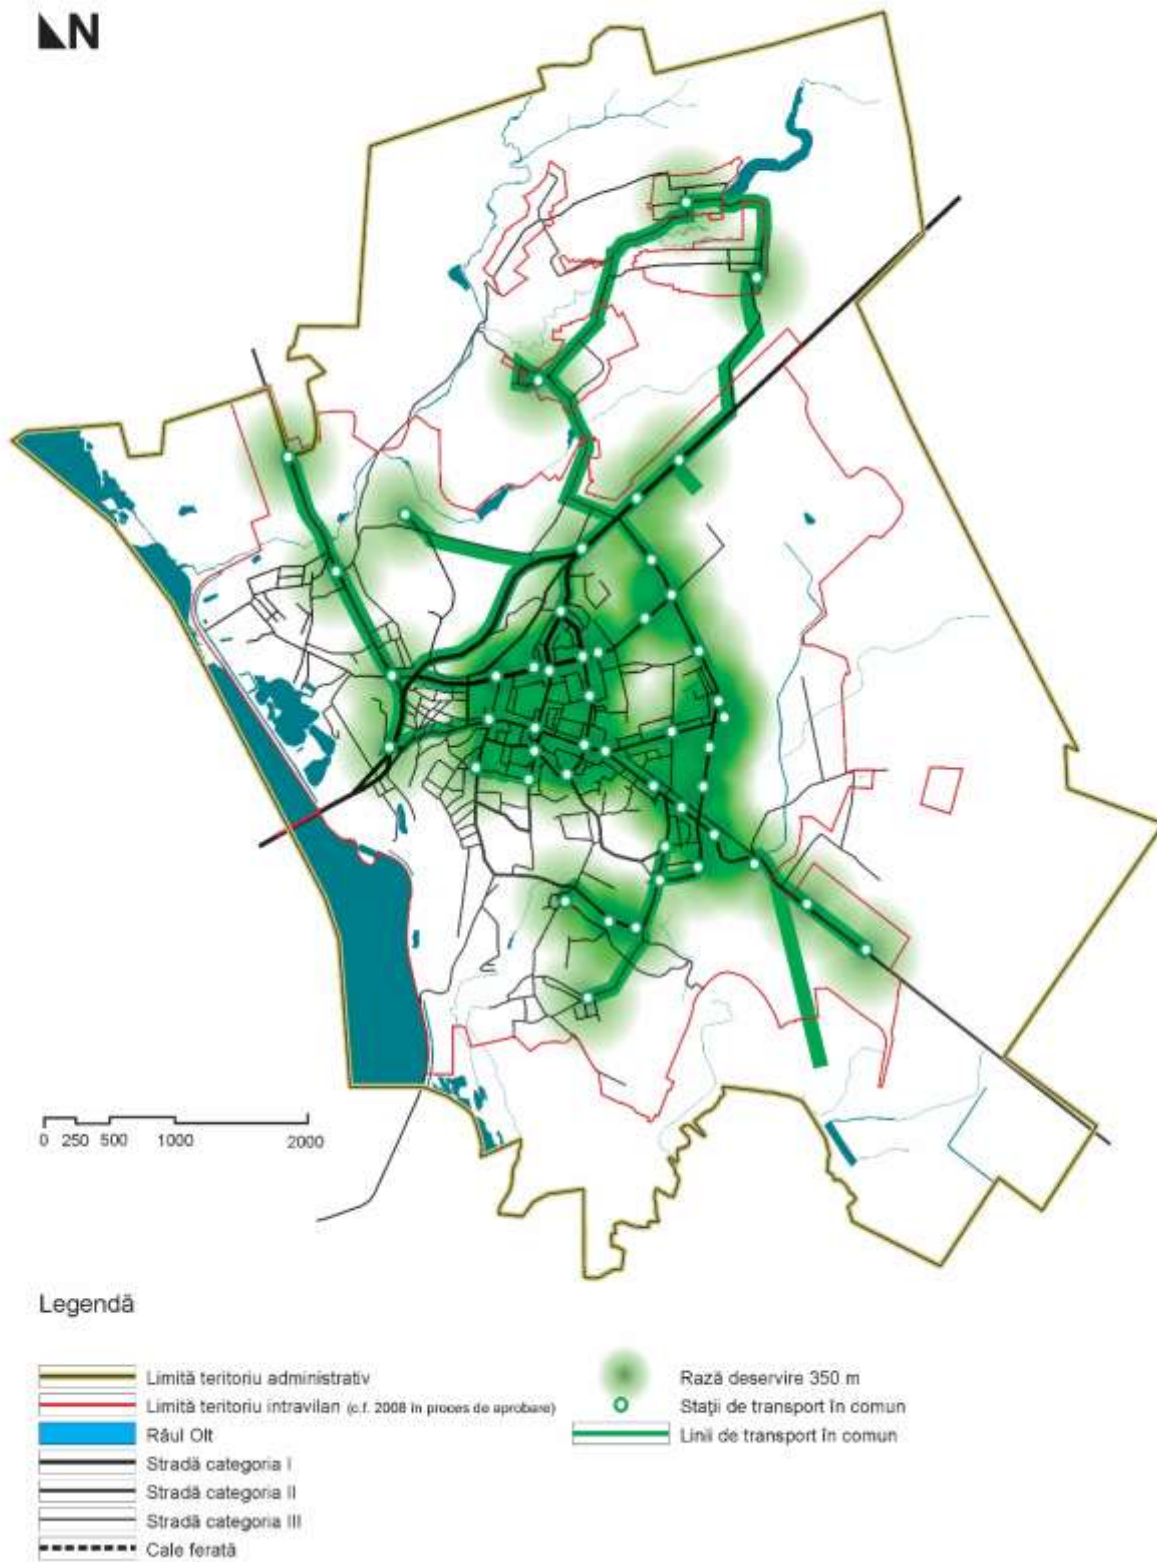 N
0 250 500 1000 2000
Legendă
Limită teritoriu administrativ
Limită teritoriu intravilan (c.f. 2008 în proces de aprobare)
Râul Olt
Stradă categoria I
Stradă categoria II
Stradă categoria III
Cale ferată
Rază deservire 350 m
Staţii de transport în comun
Linii de transport în comun